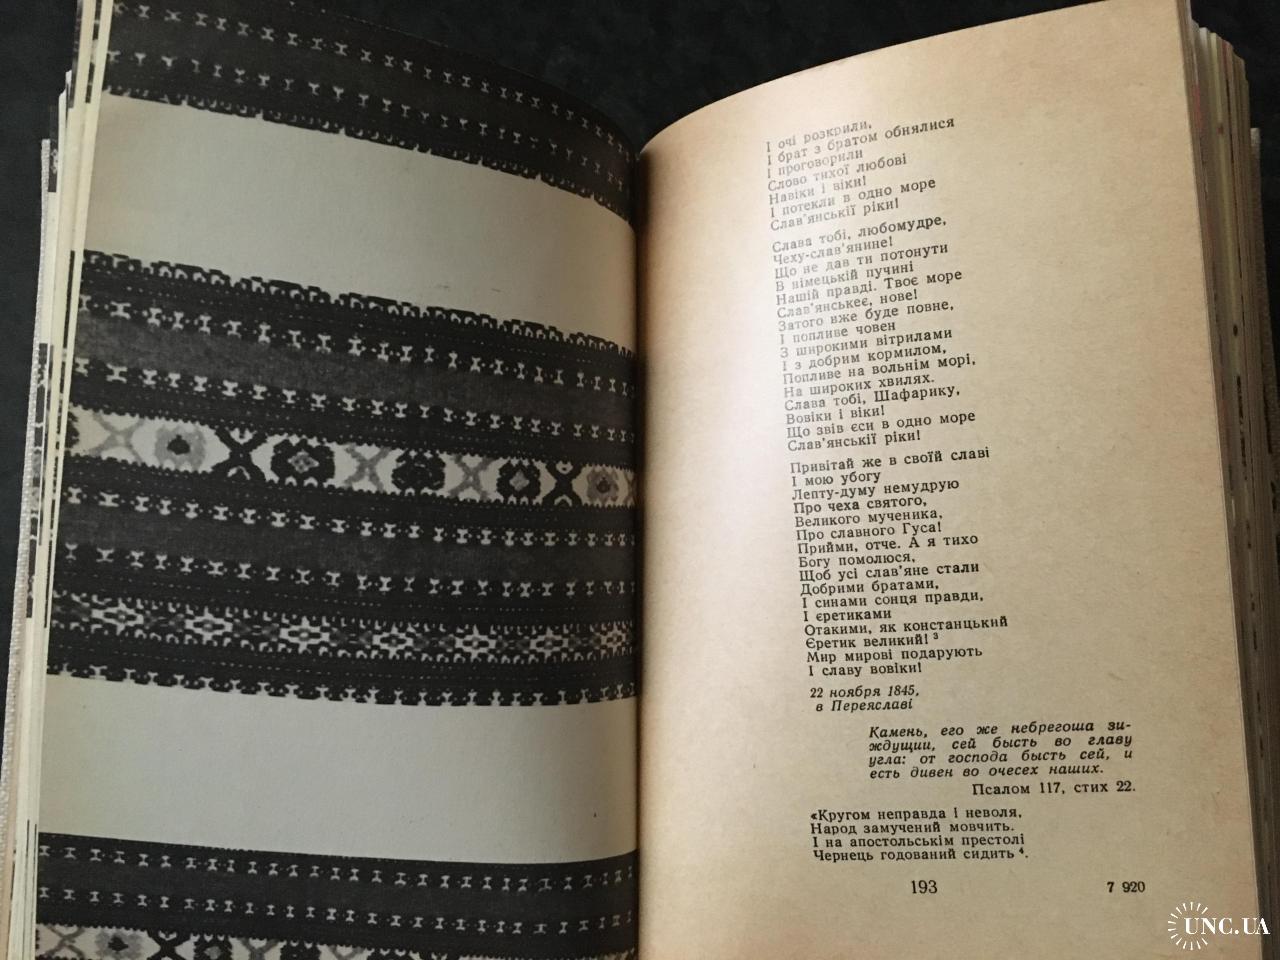 І очі розкрили,
І брат з братом обнялися
І проговорили
Слово тихої любові
Навіки і віки!
І потекли в одно море
Слав'янськії ріки!
Слава тобі, любомудре,
Чеху-слав'янине!
Що не дав ти потонути
В німецькій пучині
Нашій правді. Твоє море
Слав'янськеє, нове!
Затого вже буде повне,
І попливе човен
З широкими вітрилами
І з добрим кормилом,
Попливе на вольнім морі,
На широких хвилях.
Слава тобі, Шафарику,
Вовіки і віки!
Що звів єси в одно море
Слав'янськії ріки!
Привітай же в своїй славі
І мою убогу
Лепту-думу немудрую
Про чеха святого,
Великого мученика,
Про славного Гуса!
Прийми, отче. А я тихо
Богу помолюся,
Щоб усі слав'яне стали
Добрими братами,
І синами сонця правди,
І єретиками
Отакими, як констанцький
Єретик великий! ³
Мир мирові подарують
І славу вовіки!
22 ноября 1845,
в Переяславі
Камень, его же небрегоша зи-
ждущии, сей бысть во главу
угла: от господа бысть сей, и
есть дивен во очесех наших.
Псалом 117, стих 22.
«Кругом неправда і неволя,
Народ замучений мовчить.
І на апостольськім престолі
Чернець годований сидить ⁴.
193
7 920
UNC.UA